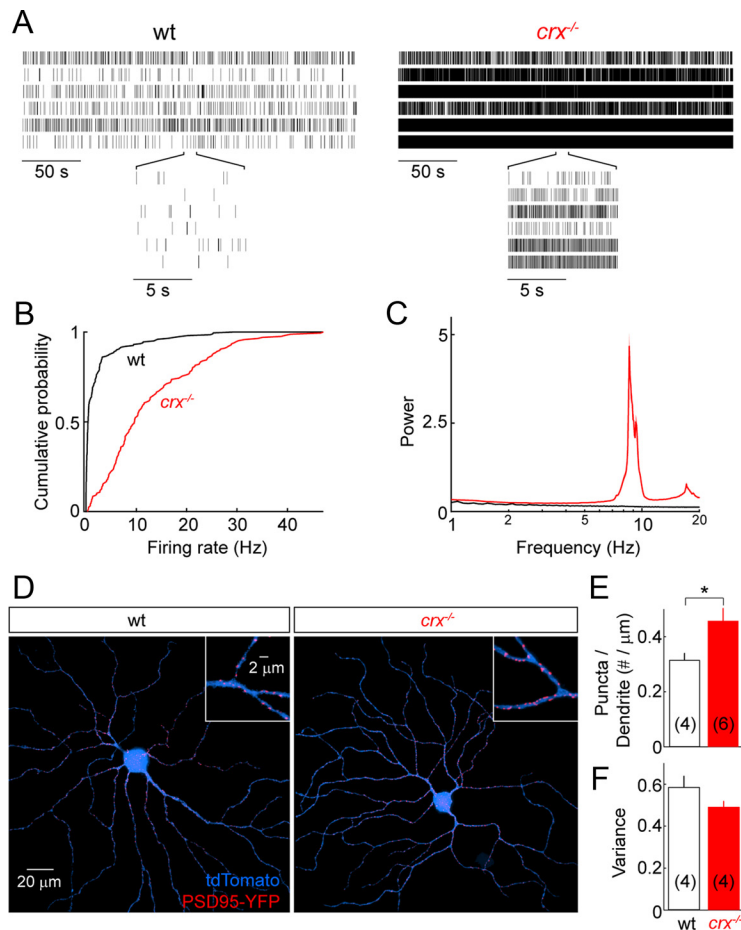 A
wt
crx-/-
50 s
50 s
5 s
5 s
B
Cumulative probability
1
0.5
0
wt
crx-/-
0
10
20
30
40
Firing rate (Hz)
C
Power
5
2.5
0
1
2
5
10
20
Frequency (Hz)
D
wt
crx-/-
2 μm
20 μm
tdTomato
PSD95-YFP
E
*
Puncta /
Dendrite (# / μm)
0.4
0.2
0
(4)
(6)
F
Variance
0.6
0.4
0.2
0
(4)
(4)
wt
crx-/-